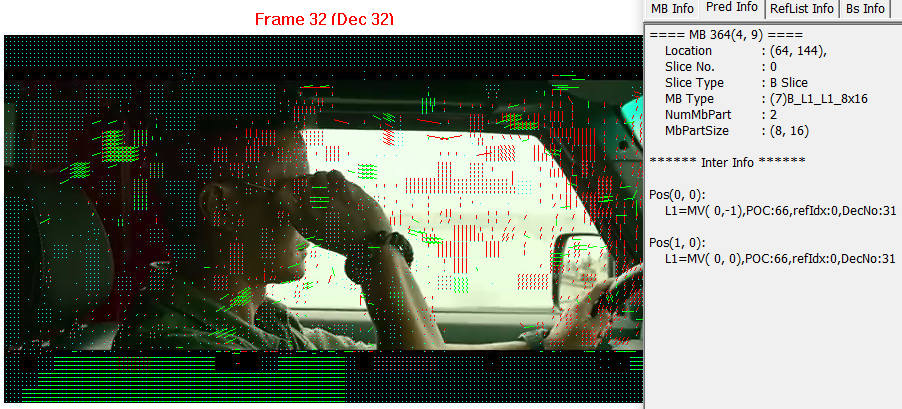 Frame 32 (Dec 32)
MB Info Pred Info RefList Info Bs Info
==== MB 364(4, 9) ====
Location : (64, 144),
Slice No. : 0
Slice Type : B Slice
MB Type : (7)B_L1_L1_8x16
NumMbPart : 2
MbPartSize : (8, 16)
****** Inter Info ******
Pos(0, 0):
L1=MV( 0,-1),POC:66,refIdx:0,DecNo:31
Pos(1, 0):
L1=MV( 0, 0),POC:66,refIdx:0,DecNo:31